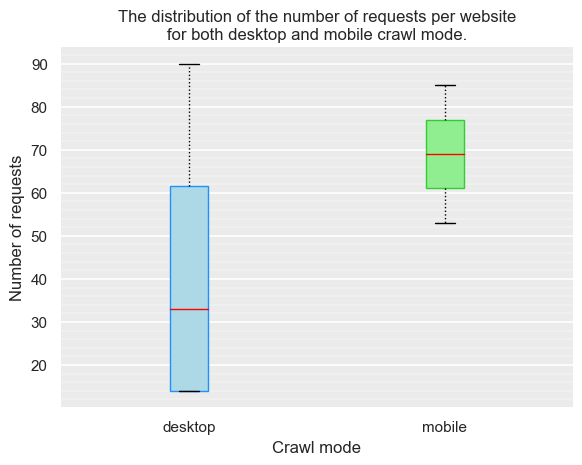 The distribution of the number of requests per website
for both desktop and mobile crawl mode.
Number of requests
90
80
70
60
50
40
30
20
desktop
mobile
Crawl mode